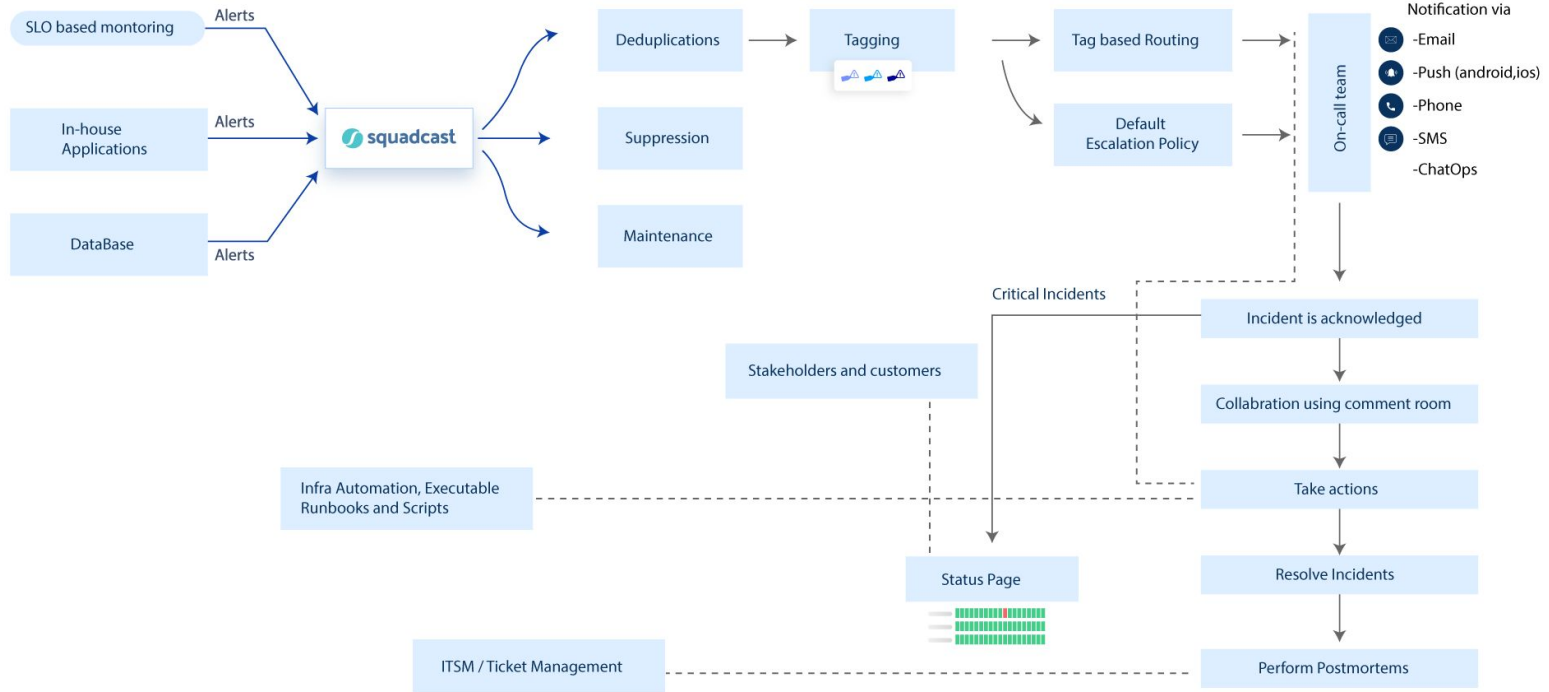 SLO based montoring
Alerts
In-house
Applications
Alerts
DataBase
Alerts
squadcast
Deduplications
Suppression
Maintenance
Tagging
Tag based Routing
Default
Escalation Policy
On-call team
Notification via
-Email
-Push (android,ios)
-Phone
-SMS
-ChatOps
Critical Incidents
Incident is acknowledged
Stakeholders and customers
Collabration using comment room
Infra Automation, Executable
Runbooks and Scripts
Take actions
Status Page
Resolve Incidents
ITSM / Ticket Management
Perform Postmortems